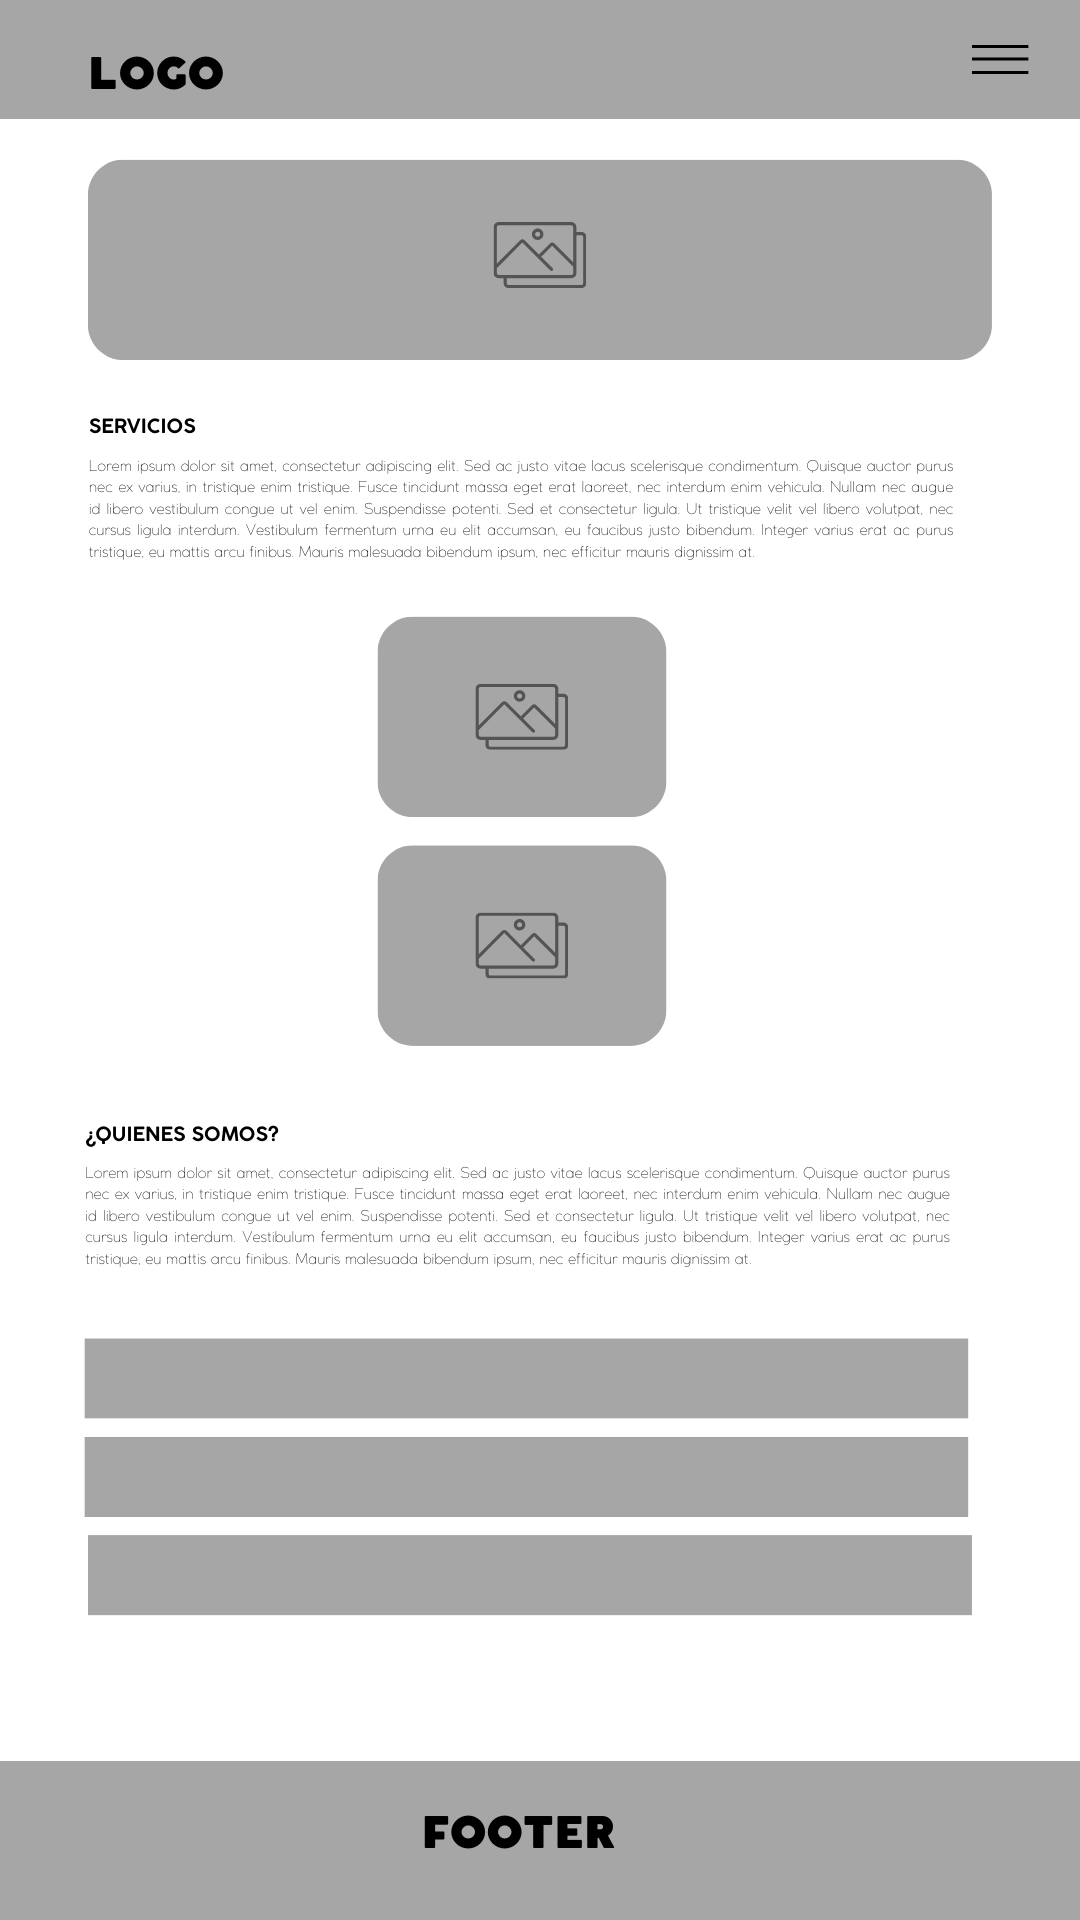 LOGO
SERVICIOS
Lorem ipsum dolor sit amet, consectetur adipiscing elit. Sed ac justo vitae lacus scelerisque condimentum. Quisque auctor purus
nec ex varius, in tristique enim tristique. Fusce tincidunt massa eget erat laoreet, nec interdum enim vehicula. Nullam nec augue
id libero vestibulum congue ut vel enim. Suspendisse potenti. Sed et consectetur ligula. Ut tristique velit vel libero volutpat, nec
cursus ligula interdum. Vestibulum fermentum urna eu elit accumsan, eu faucibus justo bibendum. Integer varius erat ac purus
tristique, eu mattis arcu finibus. Mauris malesuada bibendum ipsum, nec efficitur mauris dignissim at.
¿QUIENES SOMOS?
Lorem ipsum dolor sit amet, consectetur adipiscing elit. Sed ac justo vitae lacus scelerisque condimentum. Quisque auctor purus
nec ex varius, in tristique enim tristique. Fusce tincidunt massa eget erat laoreet, nec interdum enim vehicula. Nullam nec augue
id libero vestibulum congue ut vel enim. Suspendisse potenti. Sed et consectetur ligula. Ut tristique velit vel libero volutpat, nec
cursus ligula interdum. Vestibulum fermentum urna eu elit accumsan, eu faucibus justo bibendum. Integer varius erat ac purus
tristique, eu mattis arcu finibus. Mauris malesuada bibendum ipsum, nec efficitur mauris dignissim at.
FOOTER